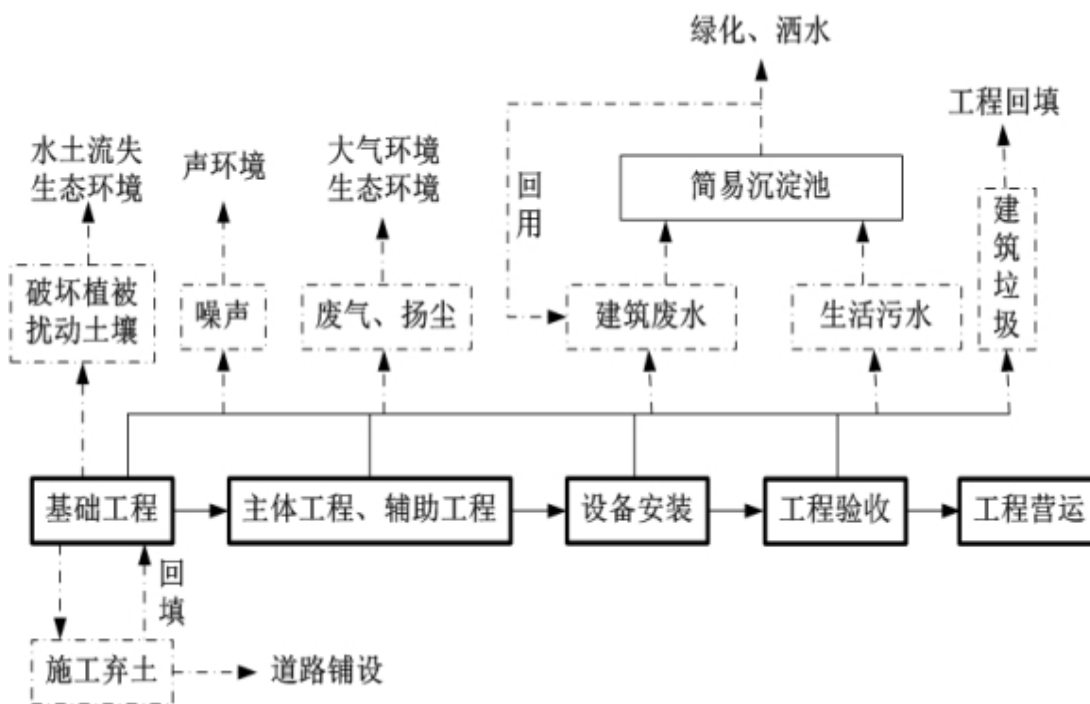 绿化、洒水
工程回填
水土流失
生态环境
声环境
大气环境
生态环境
回用
简易沉淀池
建筑垃圾
破坏植被
扰动土壤
噪声
废气、扬尘
建筑废水
生活污水
基础工程
主体工程、辅助工程
设备安装
工程验收
工程营运
回填
施工弃土
道路铺设